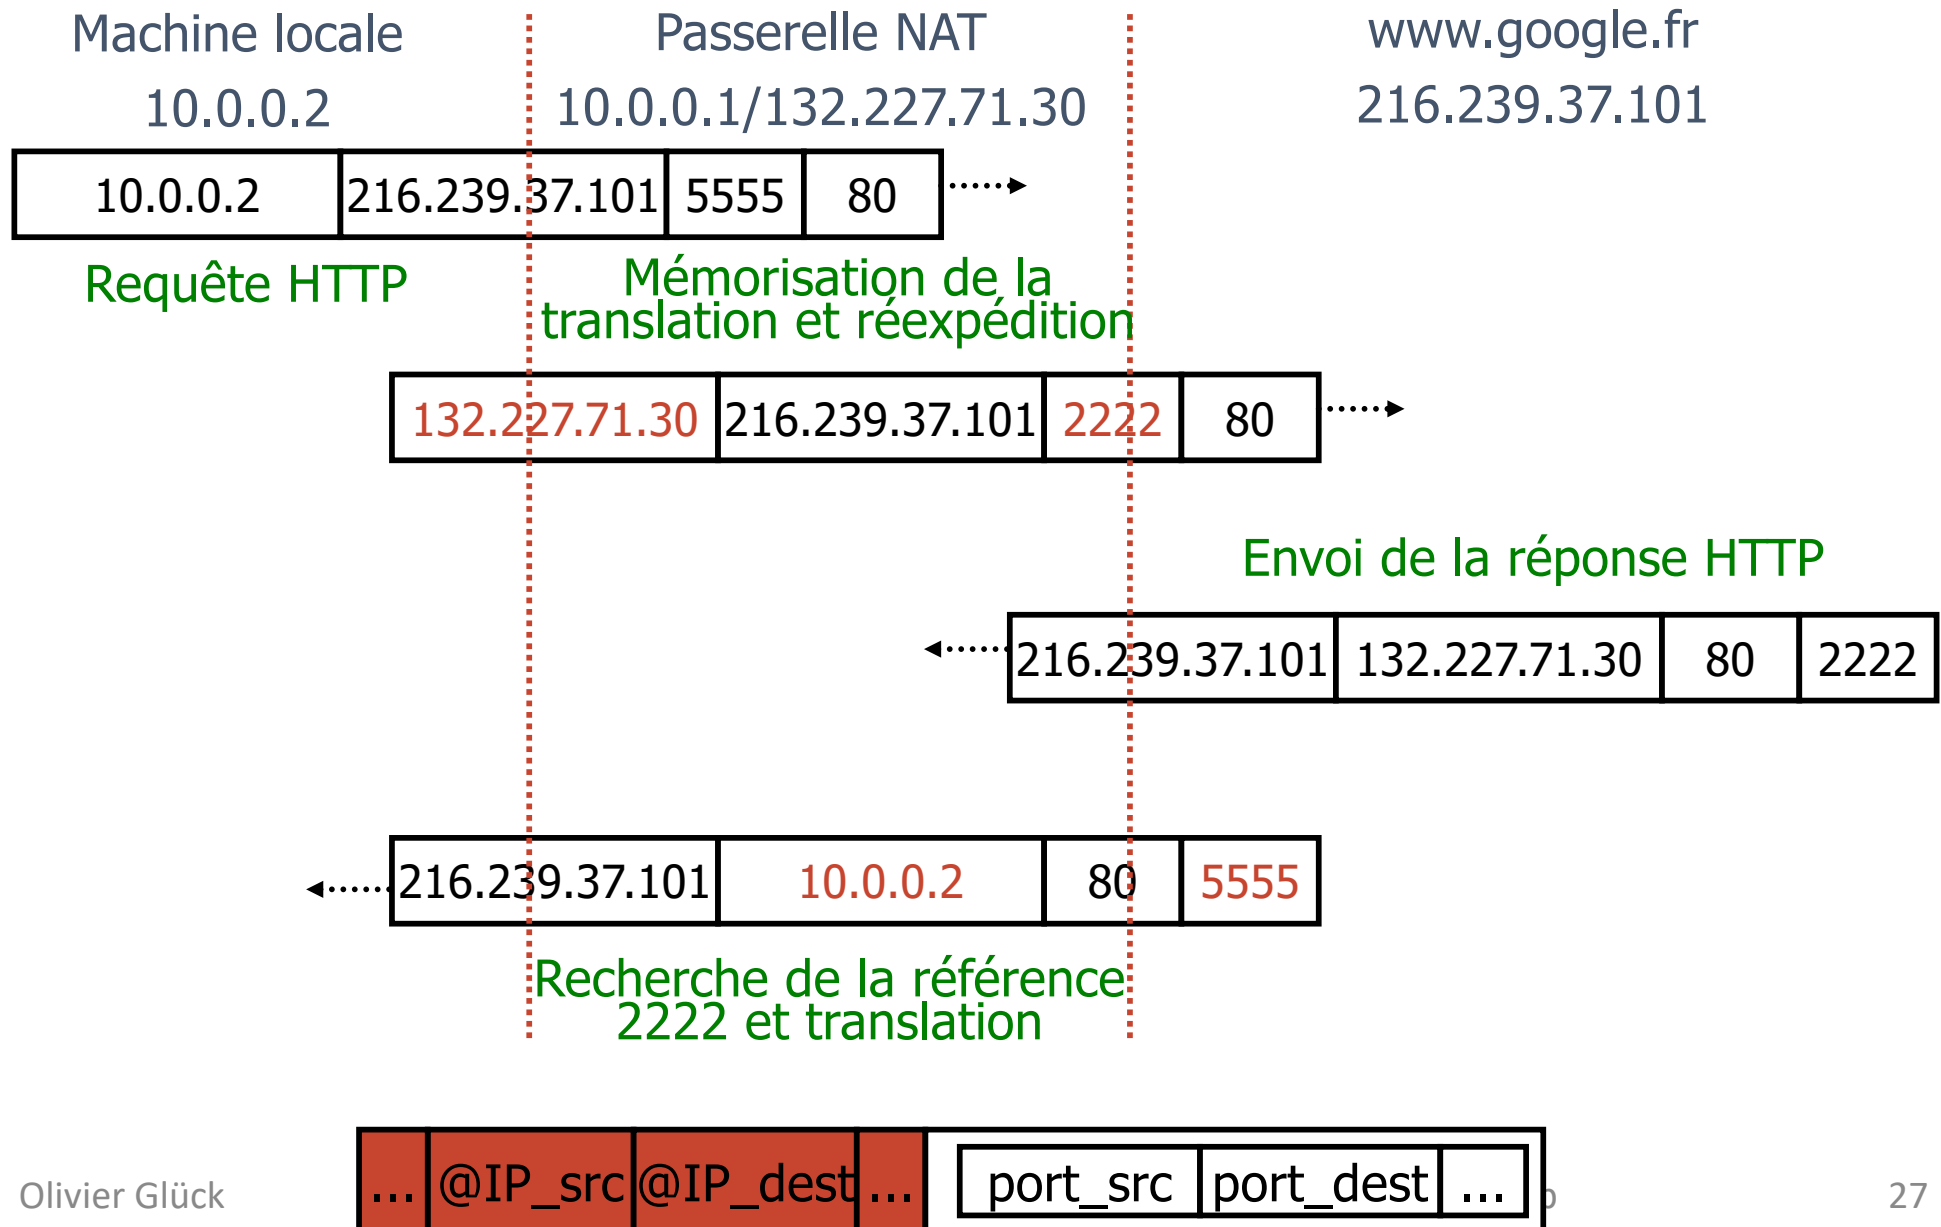 Machine locale
Passerelle NAT
www.google.fr
10.0.0.2
10.0.0.1/132.227.71.30
216.239.37.101
10.0.0.2 216.239.37.101 5555 80
Requête HTTP
Mémorisation de la
translation et réexpédition
132.227.71.30 216.239.37.101 2222 80
Envoi de la réponse HTTP
216.239.37.101 132.227.71.30 80 2222
216.239.37.101 10.0.0.2 80 5555
Recherche de la référence
2222 et translation
... @IP_src @IP_dest ... port_src port_dest ...
Olivier Glück
27